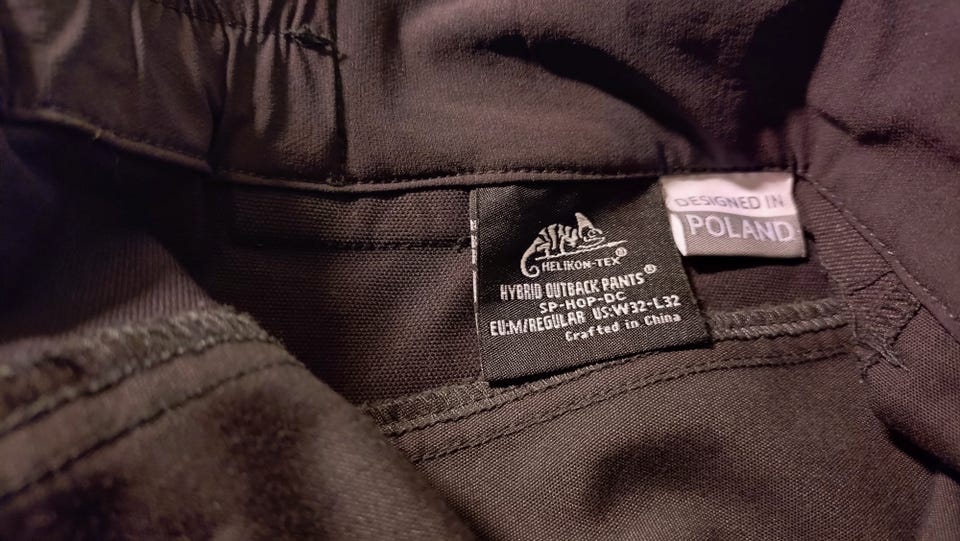 HELIKON-TEX®
HYBRID OUTBACK PANTS®
SP-HOP-DC
EU:M/REGULAR US:W32-L32
Crafted in China
DESIGNED IN
POLAND